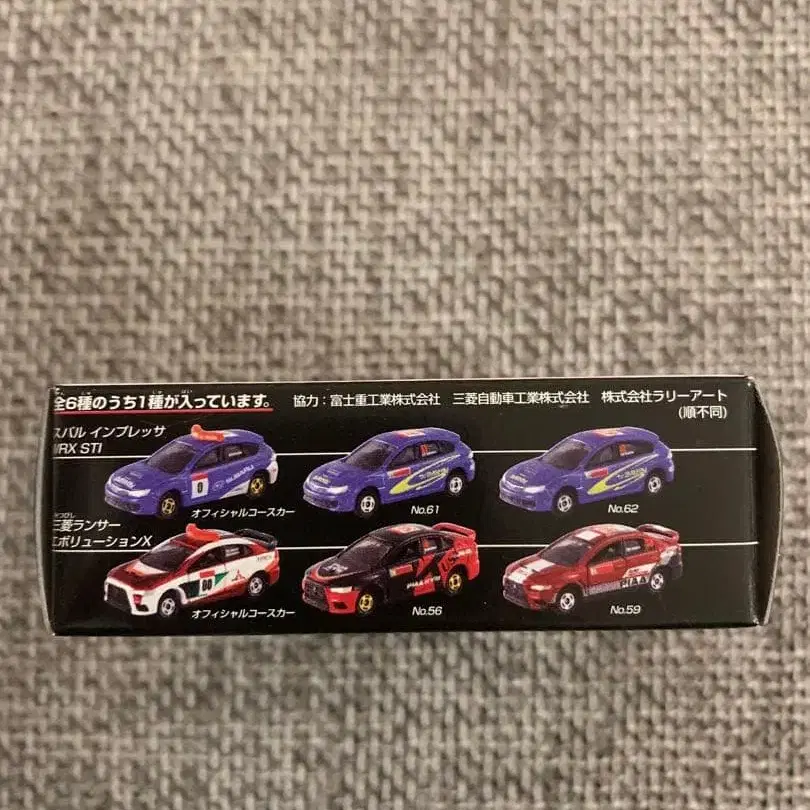 全6種のうち1種が入っています。 協力：富士重工業株式会社 三菱自動車工業株式会社 株式会社ラリーアート
(順不同)
スバル インプレッサ
WRX STI
0 SUBARU
オフィシャルコースカー No.61 No.62
三菱ランサー
エボリューションX
00 PIAA
オフィシャルコースカー No.56 No.59